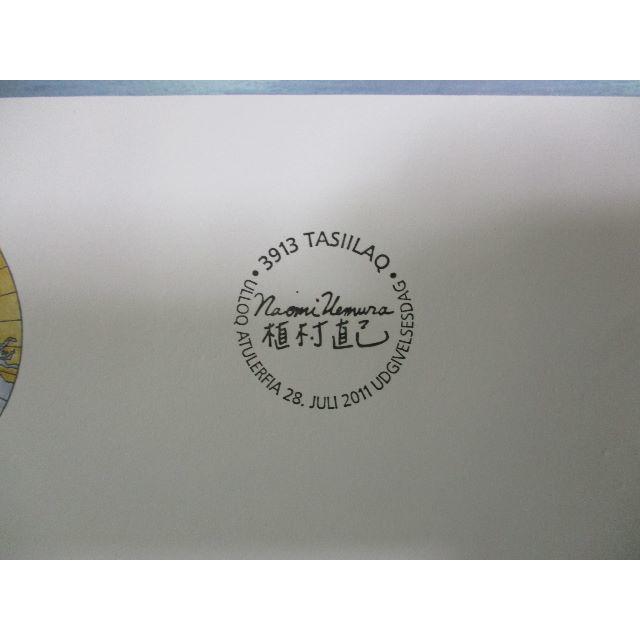 • 3913 TASIILAQ •
Naomi Uemura
植村直己
ULLOQ ATULERFIA 28. JULI 2011 UDGIVELSESDAG